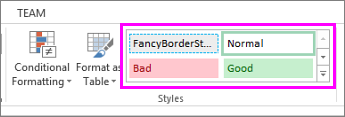 TEAM
FancyBorderSt... Normal
Conditional Formatting Format as Table Bad Good
Styles